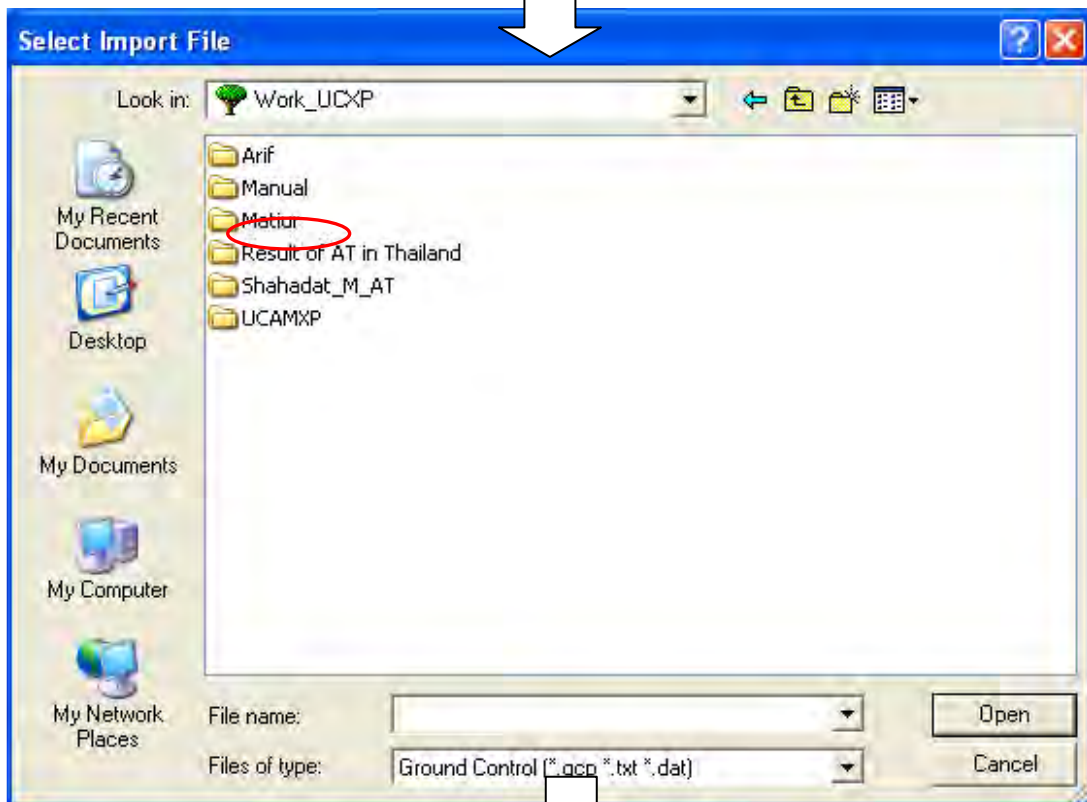 Select Import File
Look in: Work_UCXP
Arif
Manual
Matiur
Result of AT in Thailand
Shahadat_M_AT
UCAMXP
My Recent
Documents
Desktop
My Documents
My Computer
My Network
Places
File name:
Open
Files of type: Ground Control (*.gcp *.txt *.dat)
Cancel